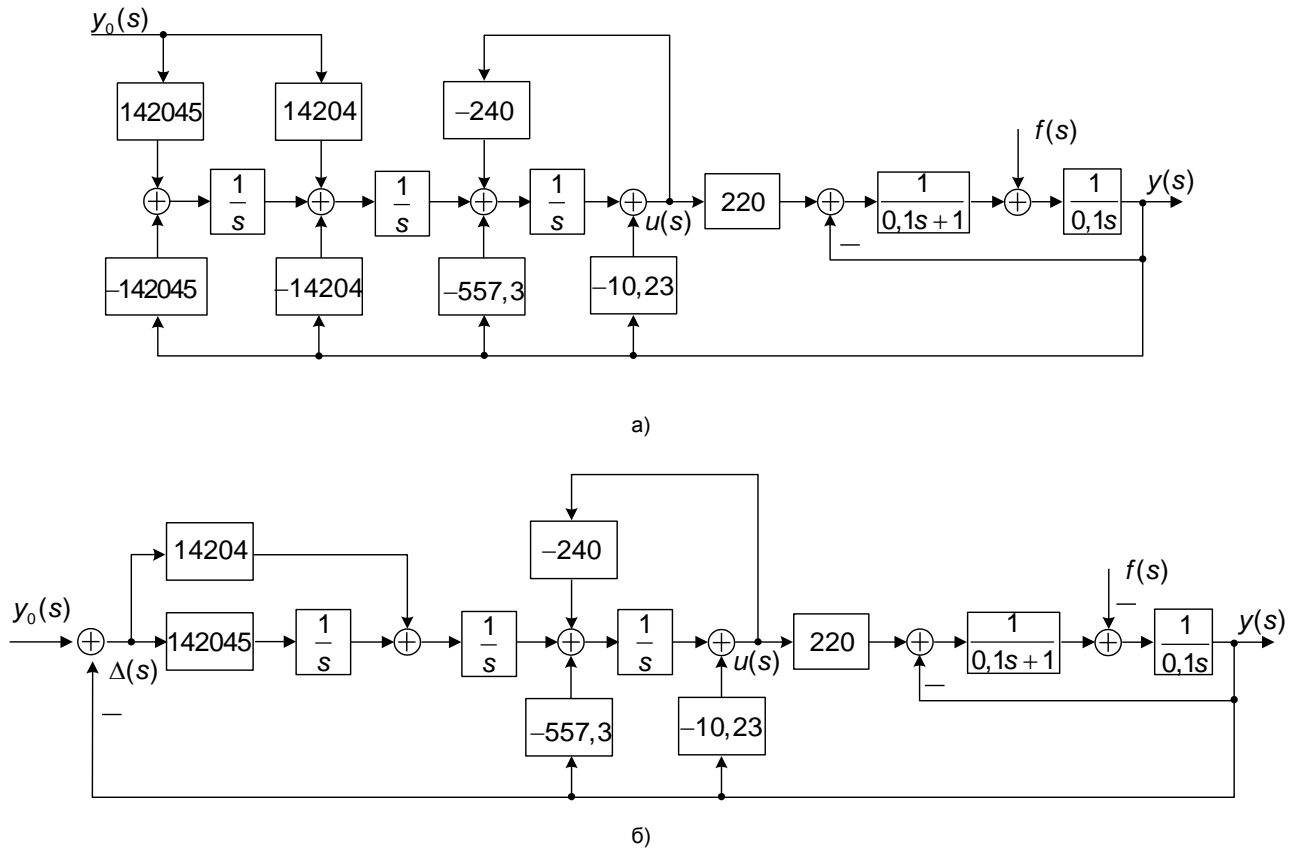 y₀(s)
142045
14204
−240
f(s)
1/s
1/s
1/s
u(s)
220
1/(0,1s+1)
1/(0,1s)
y(s)
—
−142045
−14204
−557,3
−10,23
а)
14204
−240
f(s)
—
y₀(s)
Δ(s)
142045
1/s
1/s
1/s
u(s)
220
1/(0,1s+1)
1/(0,1s)
y(s)
—
—
−557,3
−10,23
б)